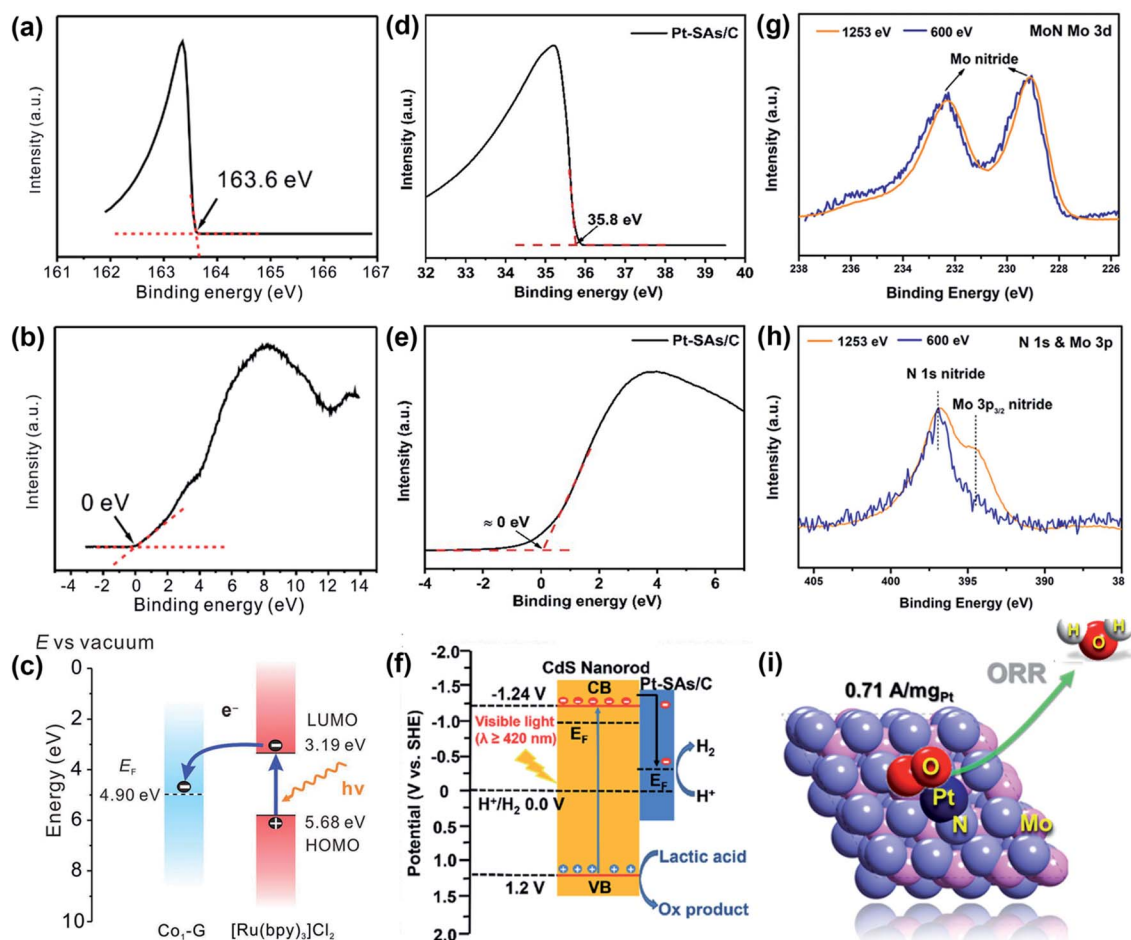 (a)
Intensity (a.u.)
163.6 eV
161 162 163 164 165 166 167
Binding energy (eV)
(d)
Pt-SAs/C
Intensity (a.u.)
35.8 eV
32 33 34 35 36 37 38 39 40
Binding energy (eV)
(g)
1253 eV 600 eV MoN Mo 3d
Mo nitride
Intensity (a.u.)
238 236 234 232 230 228 226
Binding Energy (eV)
(b)
Intensity (a.u.)
0 eV
-4 -2 0 2 4 6 8 10 12 14
Binding energy (eV)
(e)
Pt-SAs/C
Intensity (a.u.)
≈ 0 eV
-4 -2 0 2 4 6
Binding energy (eV)
(h)
1253 eV 600 eV N 1s & Mo 3p
N 1s nitride
Mo 3p3/2 nitride
Intensity (a.u.)
405 400 395 390 38
Binding Energy (eV)
(c)
E vs vacuum
0
2
4
6
8
10
Energy (eV)
e−
LUMO
3.19 eV
EF
4.90 eV
hν
5.68 eV
HOMO
Co1-G [Ru(bpy)3]Cl2
(f)
Potential (V vs. SHE)
-2.0
-1.5
-1.0
-0.5
0
0.5
1.0
1.5
2.0
CdS Nanorod
Pt-SAs/C
CB
-1.24 V
Visible light
(λ ≥ 420 nm)
EF
EF
H2
H+
H+/H2 0.0 V
Lactic acid
1.2 V
VB
Ox product
(i)
H O H
ORR
0.71 A/mgPt
O
Pt
N
Mo